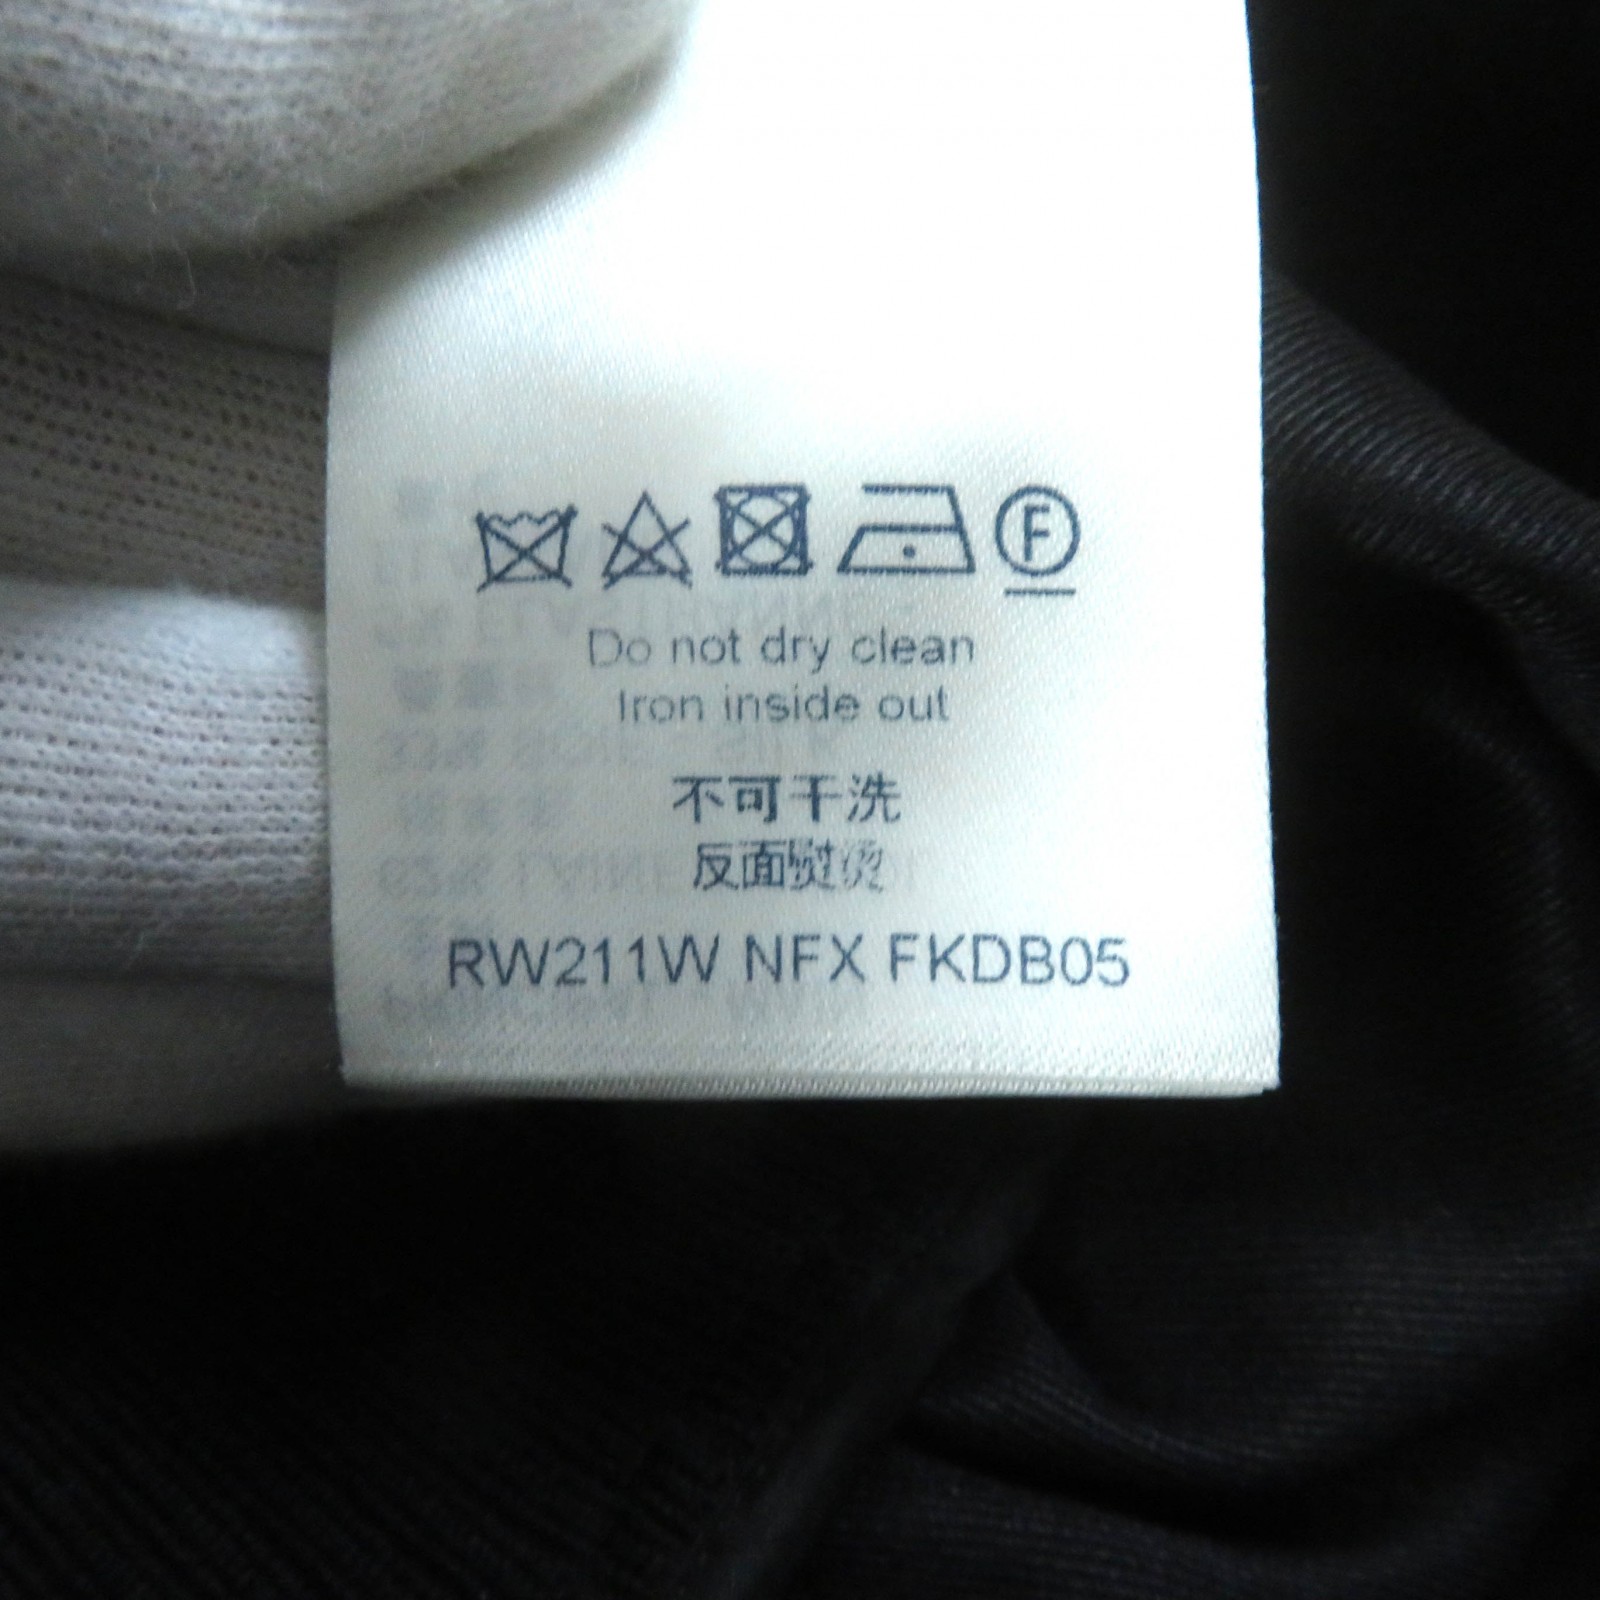 F
Do not dry clean
Iron inside out
不可干洗
反面熨烫
RW211W NFX FKDB05